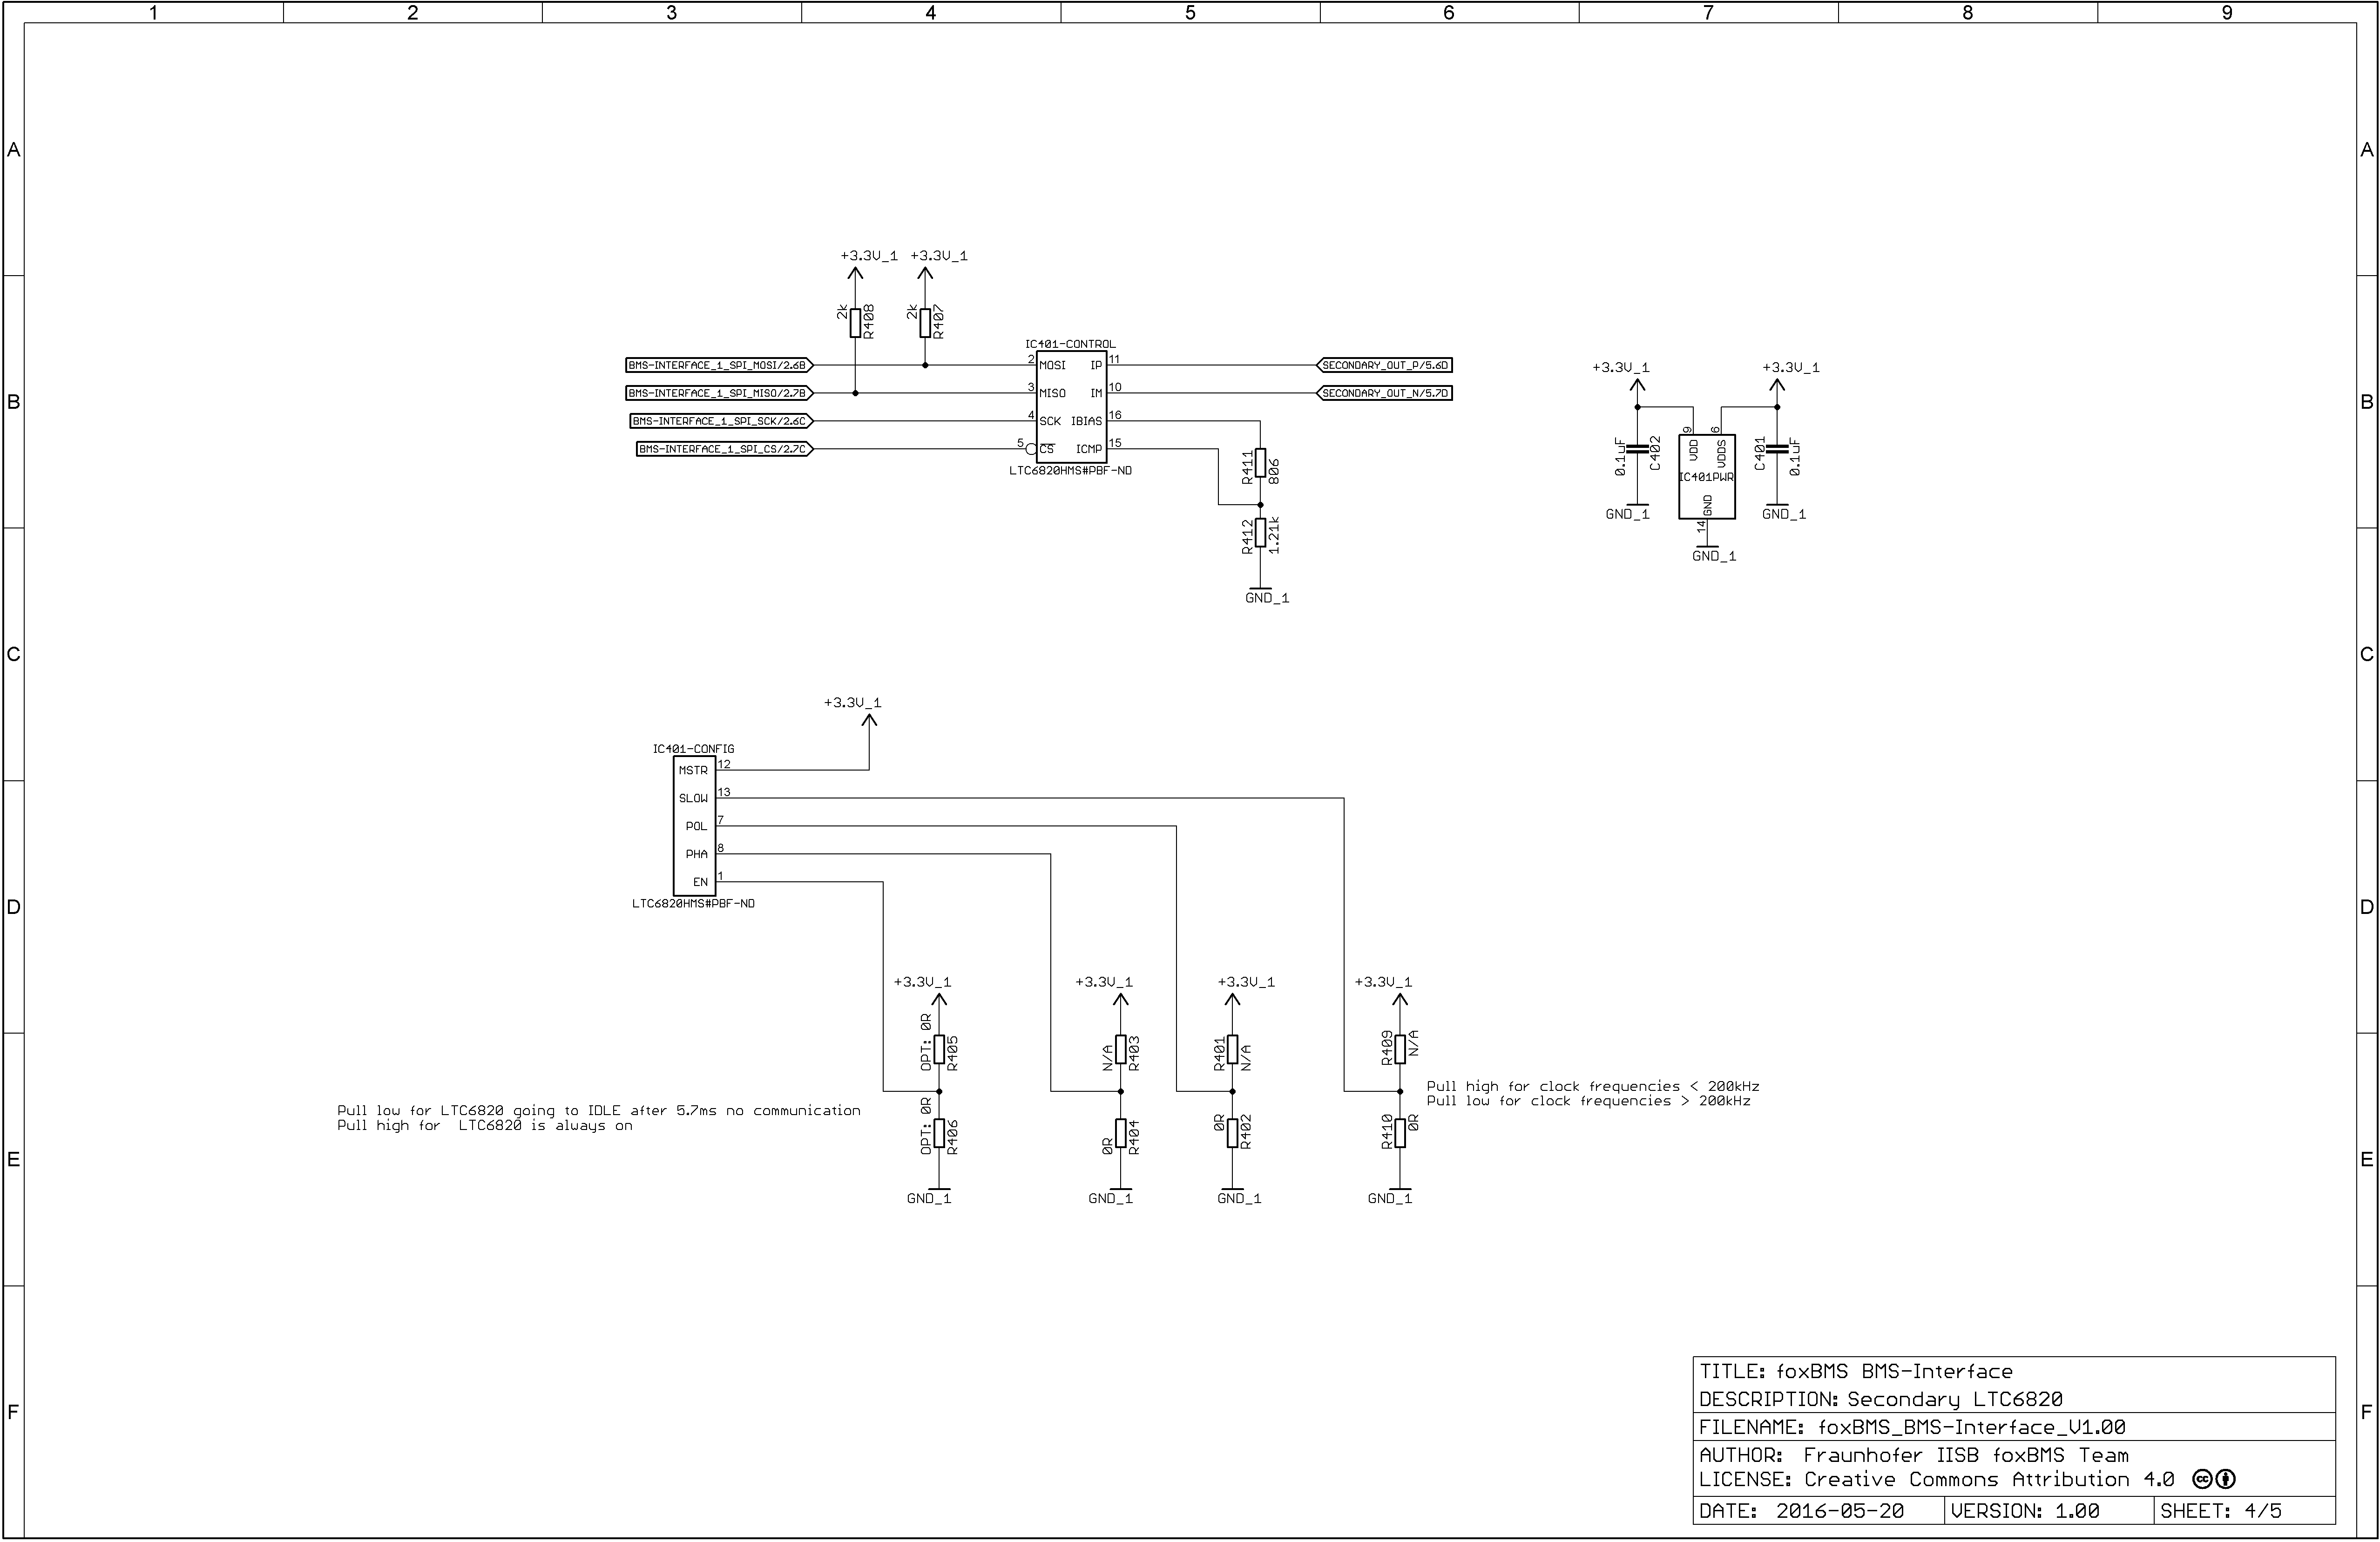 1 2 3 4 5 6 7 8 9
A A
B B
C C
D D
E E
F F
+3.3V_1 +3.3V_1
2k R408 2k R407
IC401-CONTROL
BMS-INTERFACE_1_SPI_MOSI/2.6B 2 MOSI IP 11 SECONDARY_OUT_P/5.6D
BMS-INTERFACE_1_SPI_MISO/2.7B 3 MISO IM 10 SECONDARY_OUT_N/5.7D
BMS-INTERFACE_1_SPI_SCK/2.6C 4 SCK IBIAS 16
BMS-INTERFACE_1_SPI_CS/2.7C 5 CS ICMP 15
LTC6820HMS#PBF-ND
R411 806
R412 1.21k
GND_1
+3.3V_1 +3.3V_1
9 6
0.1uF C402 VDD VDDS C401 0.1uF
IC401PWR
GND
GND_1 14 GND_1
GND_1
+3.3V_1
IC401-CONFIG
MSTR 12
SLOW 13
POL 7
PHA 8
EN 1
LTC6820HMS#PBF-ND
+3.3V_1 +3.3V_1 +3.3V_1 +3.3V_1
OPT: 0R R405 N/A R403 R401 N/A R409 N/A
Pull high for clock frequencies < 200kHz
Pull low for clock frequencies > 200kHz
Pull low for LTC6820 going to IDLE after 5.7ms no communication
Pull high for  LTC6820 is always on
OPT: 0R R406 0R R404 0R R402 R410 0R
GND_1 GND_1 GND_1 GND_1
TITLE: foxBMS BMS-Interface
DESCRIPTION: Secondary LTC6820
FILENAME: foxBMS_BMS-Interface_V1.00
AUTHOR: Fraunhofer IISB foxBMS Team
LICENSE: Creative Commons Attribution 4.0 cc
DATE: 2016-05-20 VERSION: 1.00 SHEET: 4/5